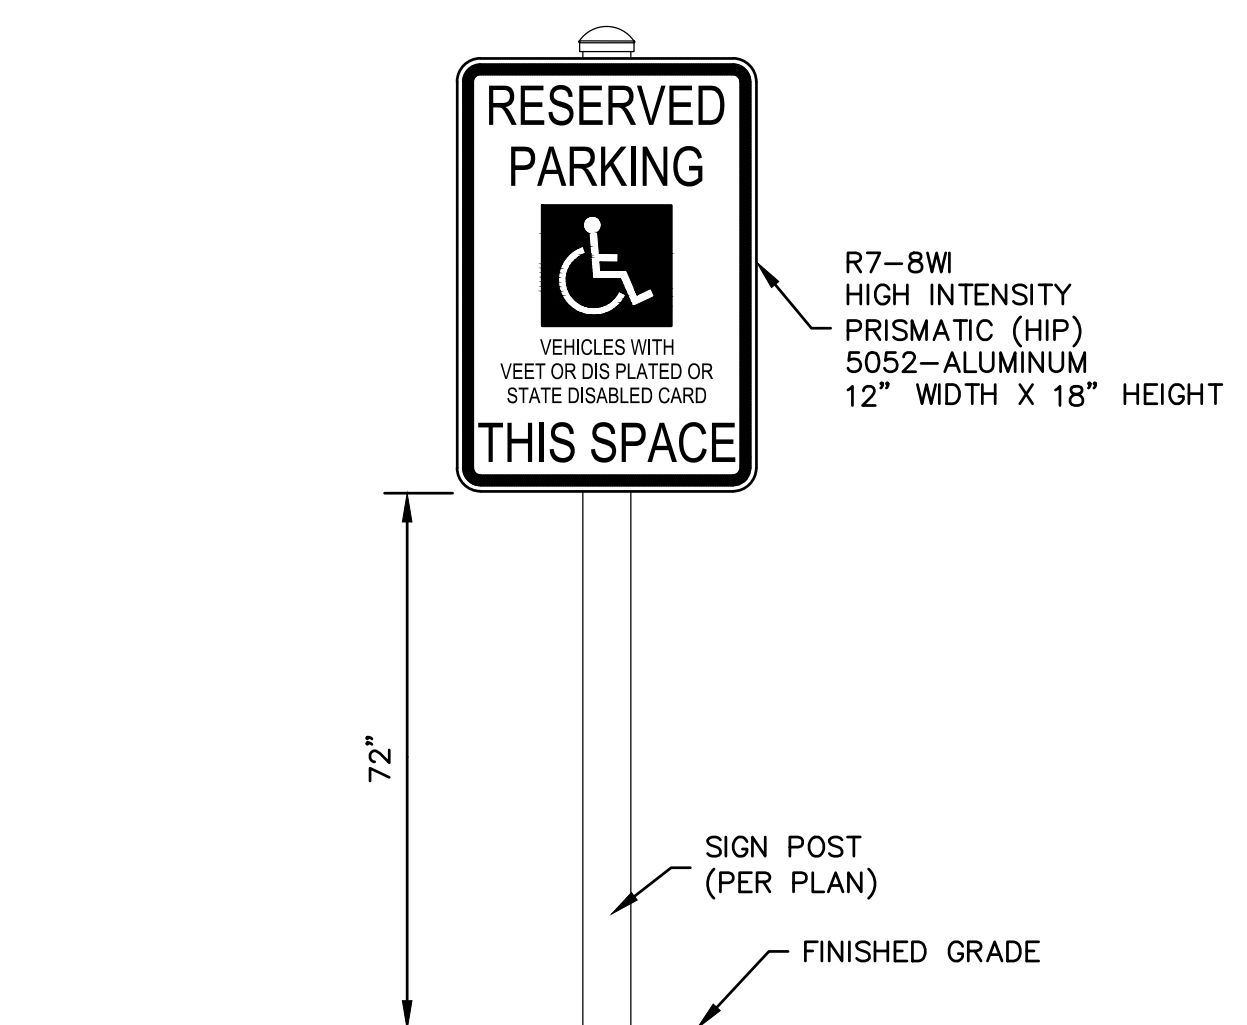 RESERVED
PARKING
VEHICLES WITH
VEET OR DIS PLATED OR
STATE DISABLED CARD
THIS SPACE
R7-8WI
HIGH INTENSITY
PRISMATIC (HIP)
5052-ALUMINUM
12" WIDTH X 18" HEIGHT
72"
SIGN POST
(PER PLAN)
FINISHED GRADE